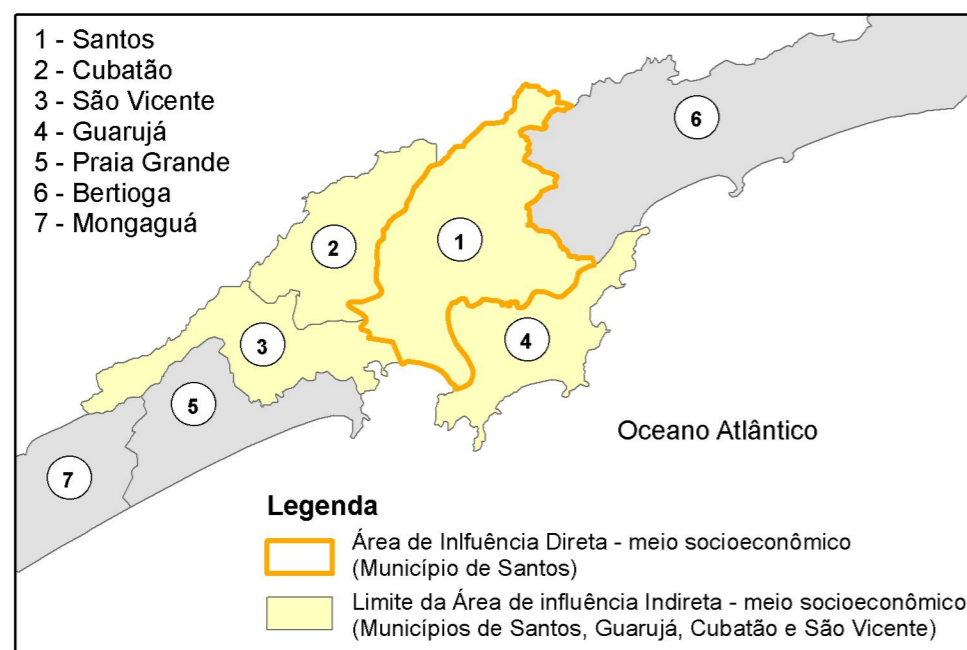 1 - Santos
2 - Cubatão
3 - São Vicente
4 - Guarujá
5 - Praia Grande
6 - Bertioga
7 - Mongaguá
6
1
2
4
3
5
7
Oceano Atlântico
Legenda
Área de Inlfuência Direta - meio socioeconômico
(Município de Santos)
Limite da Área de influência Indireta - meio socioeconômico
(Municípios de Santos, Guarujá, Cubatão e São Vicente)